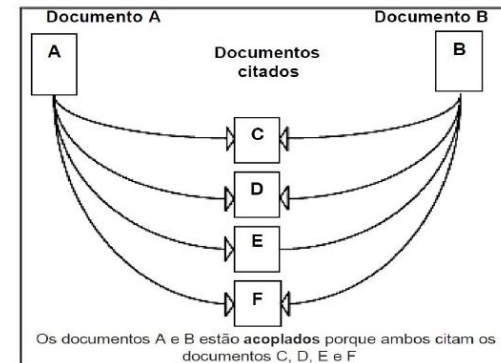 Documento A
Documento B
A
B
Documentos
citados
C
D
E
F
Os documentos A e B estão acoplados porque ambos citam os
documentos C, D, E e F